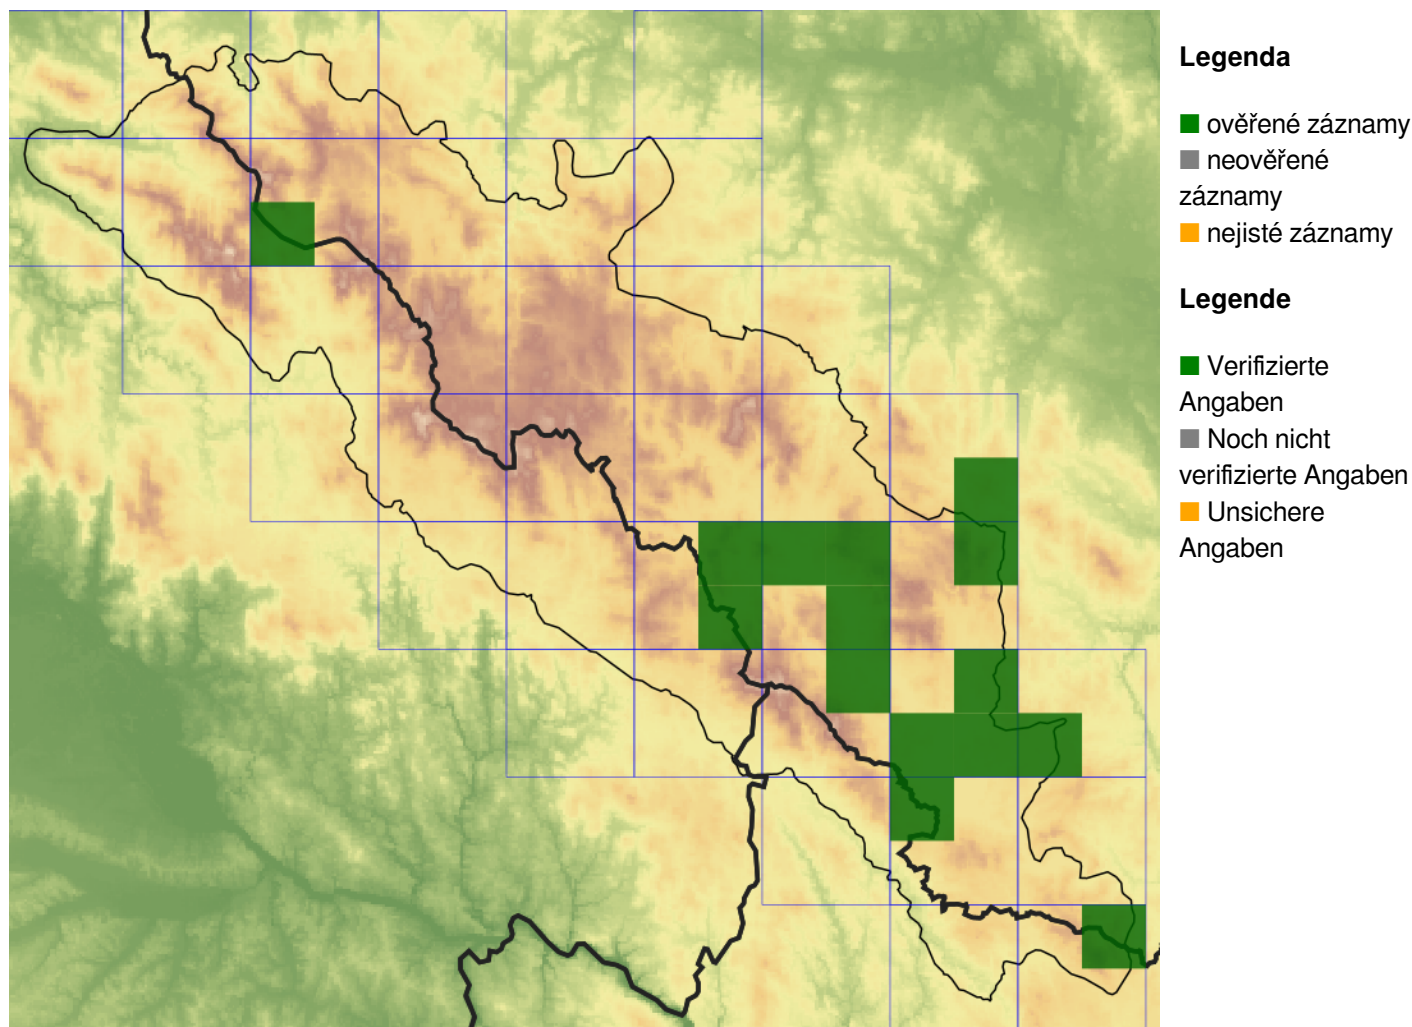 Legenda
ověřené záznamy
neověřené
záznamy
nejisté záznamy
Legende
Verifizierte
Angaben
Noch nicht
verifizierte Angaben
Unsichere
Angaben